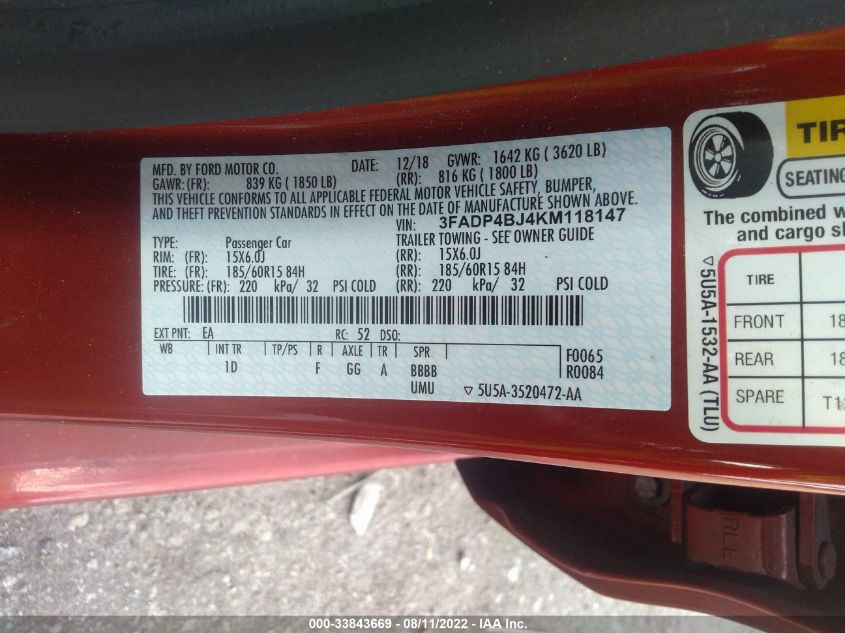 MFD. BY FORD MOTOR CO. DATE: 12/18 GVWR: 1642 KG ( 3620 LB)
GAWR:(FR): 839 KG ( 1850 LB) (RR): 816 KG ( 1800 LB)
THIS VEHICLE CONFORMS TO ALL APPLICABLE FEDERAL MOTOR VEHICLE SAFETY, BUMPER,
AND THEFT PREVENTION STANDARDS IN EFFECT ON THE DATE OF MANUFACTURE SHOWN ABOVE.
VIN: 3FADP4BJ4KM118147
TYPE: Passenger Car TRAILER TOWING - SEE OWNER GUIDE
RIM: (FR): 15X6.0J (RR): 15X6.0J
TIRE: (FR): 185/60R15 84H (RR): 185/60R15 84H
PRESSURE: (FR): 220 kPa/ 32 PSI COLD (RR): 220 kPa/ 32 PSI COLD
EXT PNT: EA RC: 52 DSO:
WB INT TR TP/PS R AXLE TR SPR F0065
1D F GG A BBBB R0084
UMU ▽ 5U5A-3520472-AA
TIR
SEATING
The combined w
and cargo sh
▽5U5A-1532-AA (TLU)
TIRE
FRONT 18
REAR 18
SPARE T1
RLE
000-33843669 - 08/11/2022 - IAA Inc.